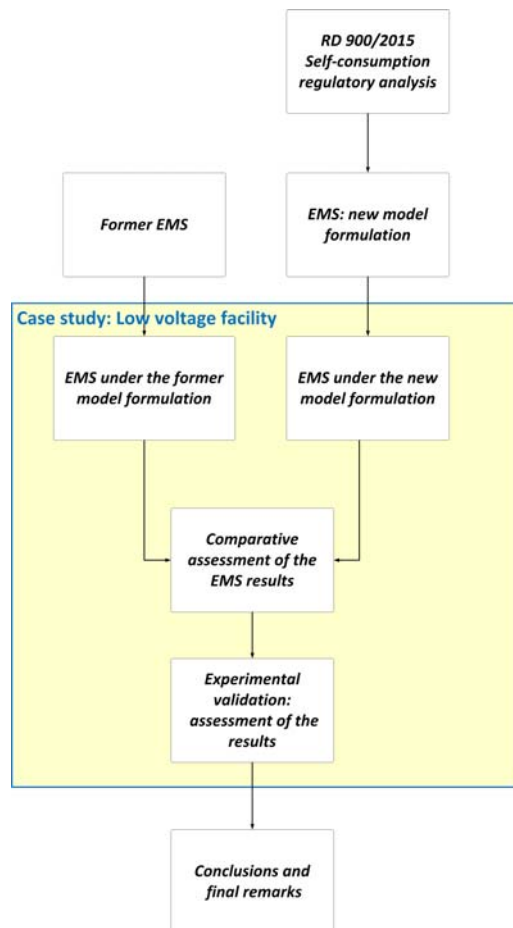 RD 900/2015
Self-consumption
regulatory analysis
Former EMS
EMS: new model
formulation
Case study: Low voltage facility
EMS under the former
model formulation
EMS under the new
model formulation
Comparative
assessment of the
EMS results
Experimental
validation:
assessment of the
results
Conclusions and
final remarks